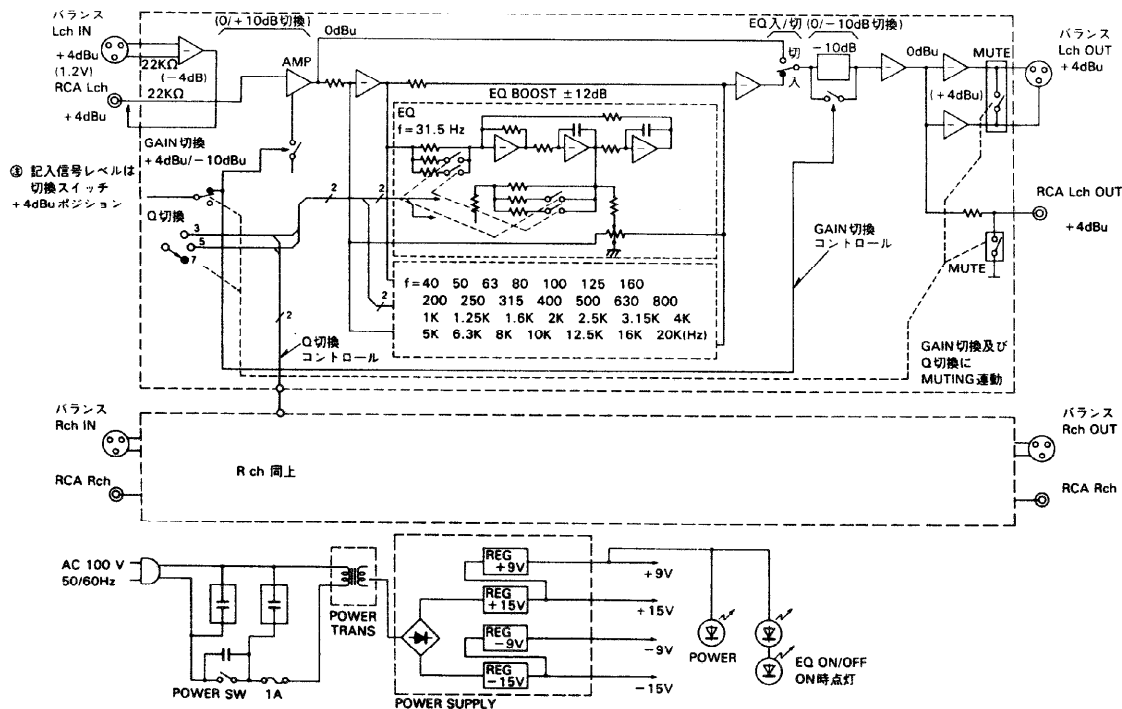 バランス
Lch IN
+4dBu
(1.2V)
RCA Lch
+4dBu
22KΩ
(−4dB)
22KΩ
(0/+10dB切換)
AMP
0dBu
EQ入/切
(0/−10dB切換)
切
入
−10dB
0dBu
MUTE
(+4dBu)
バランス
Lch OUT
+4dBu
EQ BOOST ±12dB
EQ
f=31.5 Hz
GAIN 切換
+4dBu/−10dBu
③ 記入信号レベルは
切換スイッチ
+4dBuポジション
Q切換
3
5
7
2
2
2
2
RCA Lch OUT
+4dBu
MUTE
GAIN切換
コントロール
f=40 50 63 80 100 125 160
200 250 315 400 500 630 800
1K 1.25K 1.6K 2K 2.5K 3.15K 4K
5K 6.3K 8K 10K 12.5K 16K 20K(Hz)
Q切換
コントロール
GAIN切換及び
Q切換に
MUTING連動
バランス
Rch IN
RCA Rch
R ch 同上
バランス
Rch OUT
RCA Rch
AC 100 V
50/60Hz
POWER SW
1A
POWER
TRANS
REG
+9V
REG
+15V
REG
−9V
REG
−15V
POWER SUPPLY
+9V
+15V
−9V
−15V
POWER
EQ ON/OFF
ON時点灯